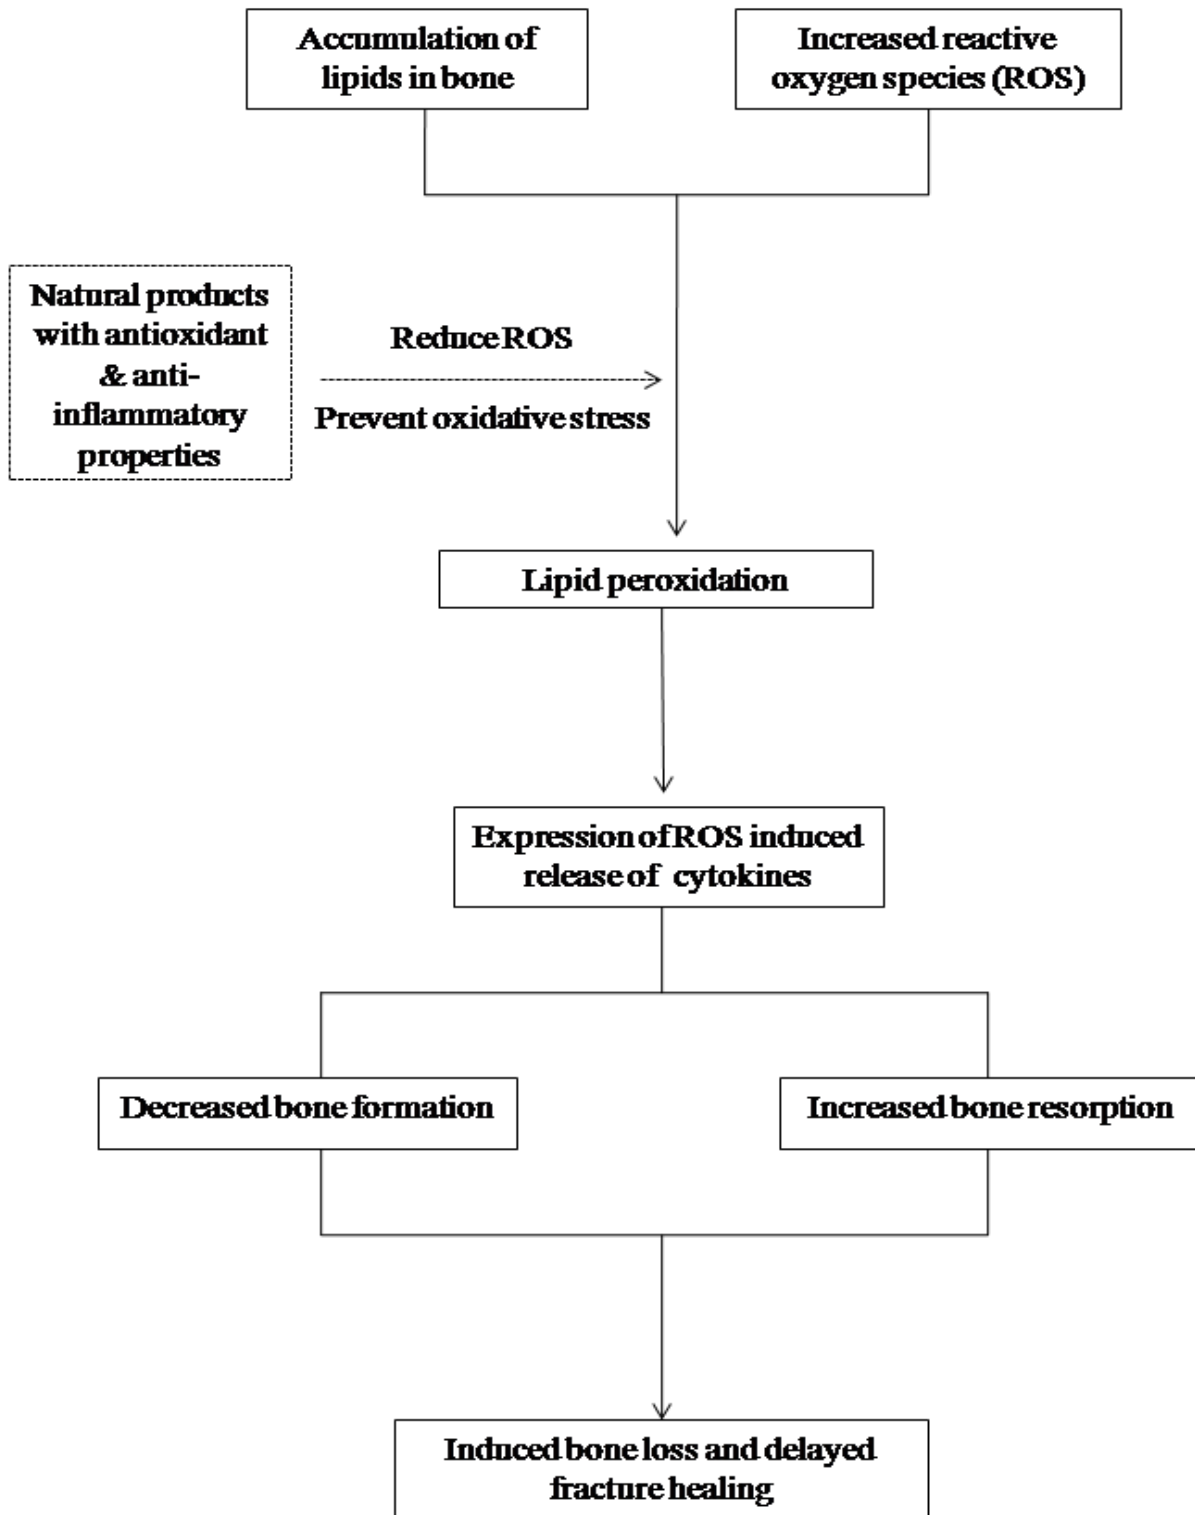 Accumulation of
lipids in bone
Increased reactive
oxygen species (ROS)
Natural products
with antioxidant
& anti-
inflammatory
properties
Reduce ROS
Prevent oxidative stress
Lipid peroxidation
Expression of ROS induced
release of cytokines
Decreased bone formation
Increased bone resorption
Induced bone loss and delayed
fracture healing